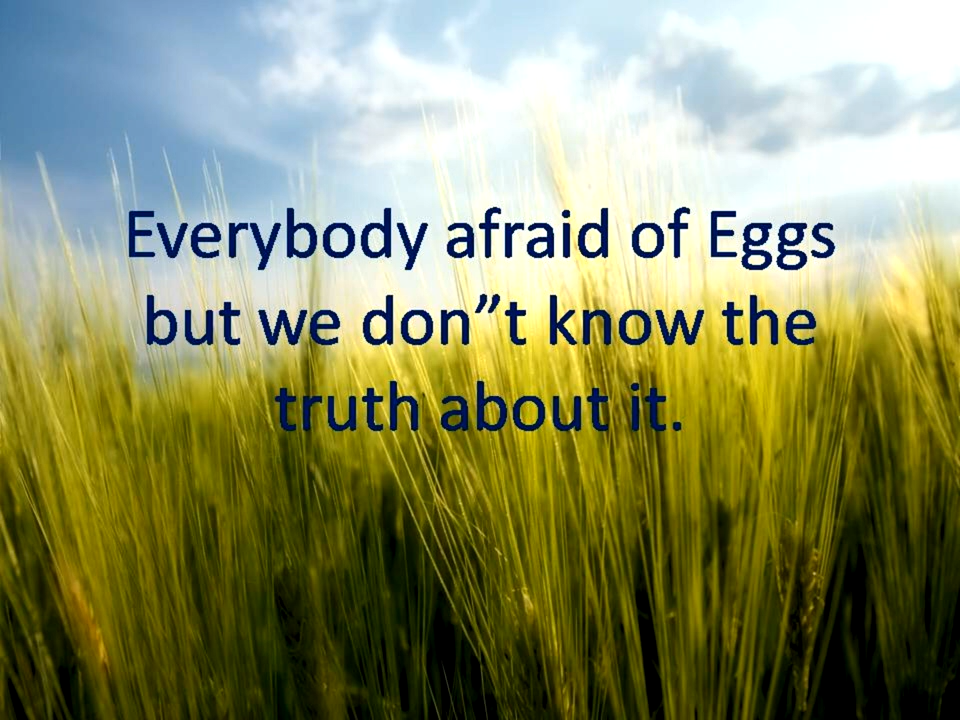 Everybody afraid of Eggs
but we don”t know the
truth about it.